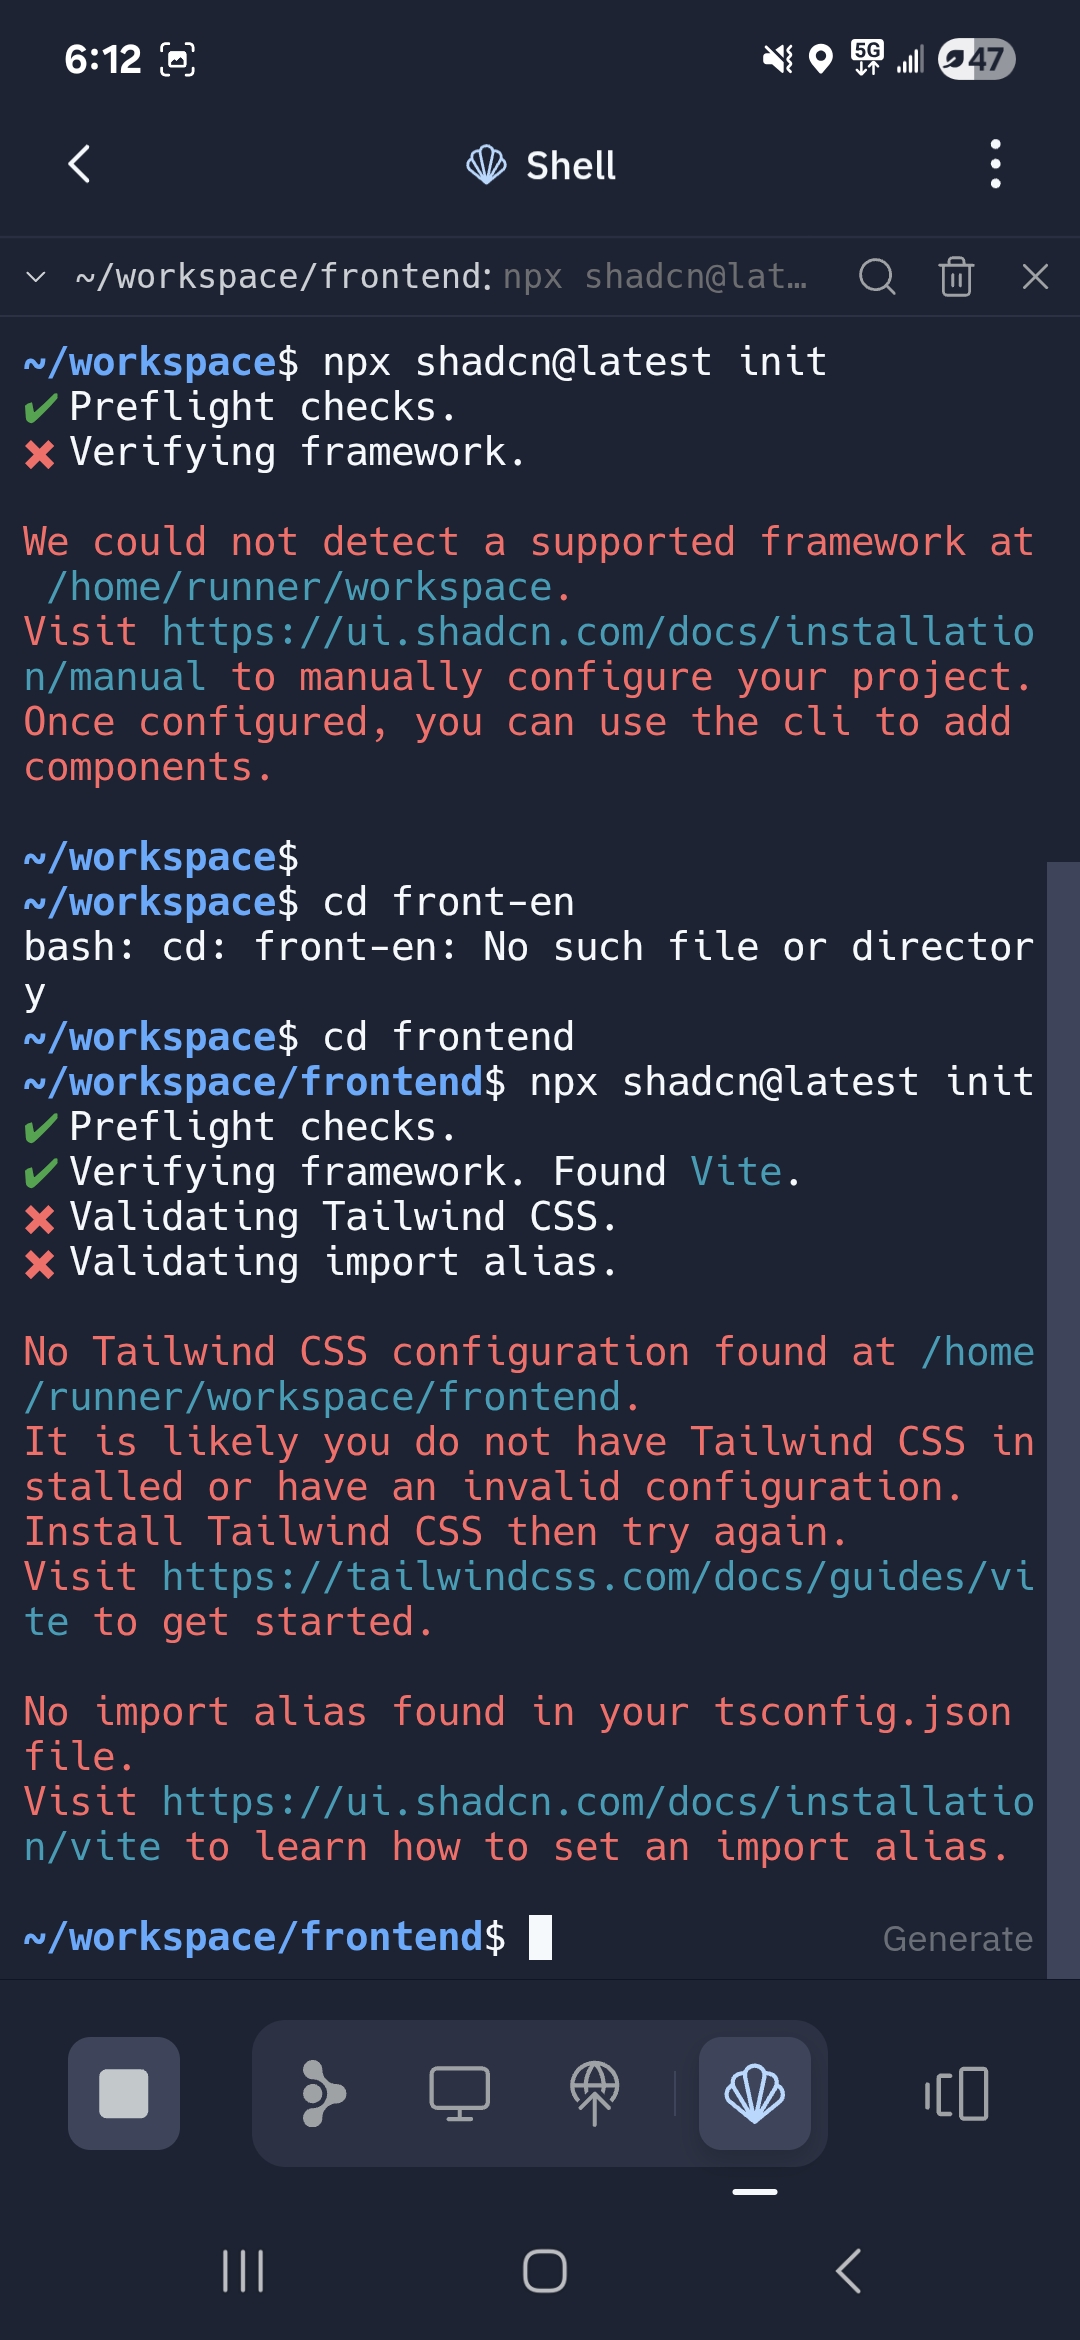 6:12
5G
47
Shell
~/workspace/frontend: npx shadcn@lat…
~/workspace$ npx shadcn@latest init
✔ Preflight checks.
✖ Verifying framework.
We could not detect a supported framework at
/home/runner/workspace.
Visit https://ui.shadcn.com/docs/installatio
n/manual to manually configure your project.
Once configured, you can use the cli to add
components.
~/workspace$
~/workspace$ cd front-en
bash: cd: front-en: No such file or director
y
~/workspace$ cd frontend
~/workspace/frontend$ npx shadcn@latest init
✔ Preflight checks.
✔ Verifying framework. Found Vite.
✖ Validating Tailwind CSS.
✖ Validating import alias.
No Tailwind CSS configuration found at /home
/runner/workspace/frontend.
It is likely you do not have Tailwind CSS in
stalled or have an invalid configuration.
Install Tailwind CSS then try again.
Visit https://tailwindcss.com/docs/guides/vi
te to get started.
No import alias found in your tsconfig.json
file.
Visit https://ui.shadcn.com/docs/installatio
n/vite to learn how to set an import alias.
~/workspace/frontend$
Generate